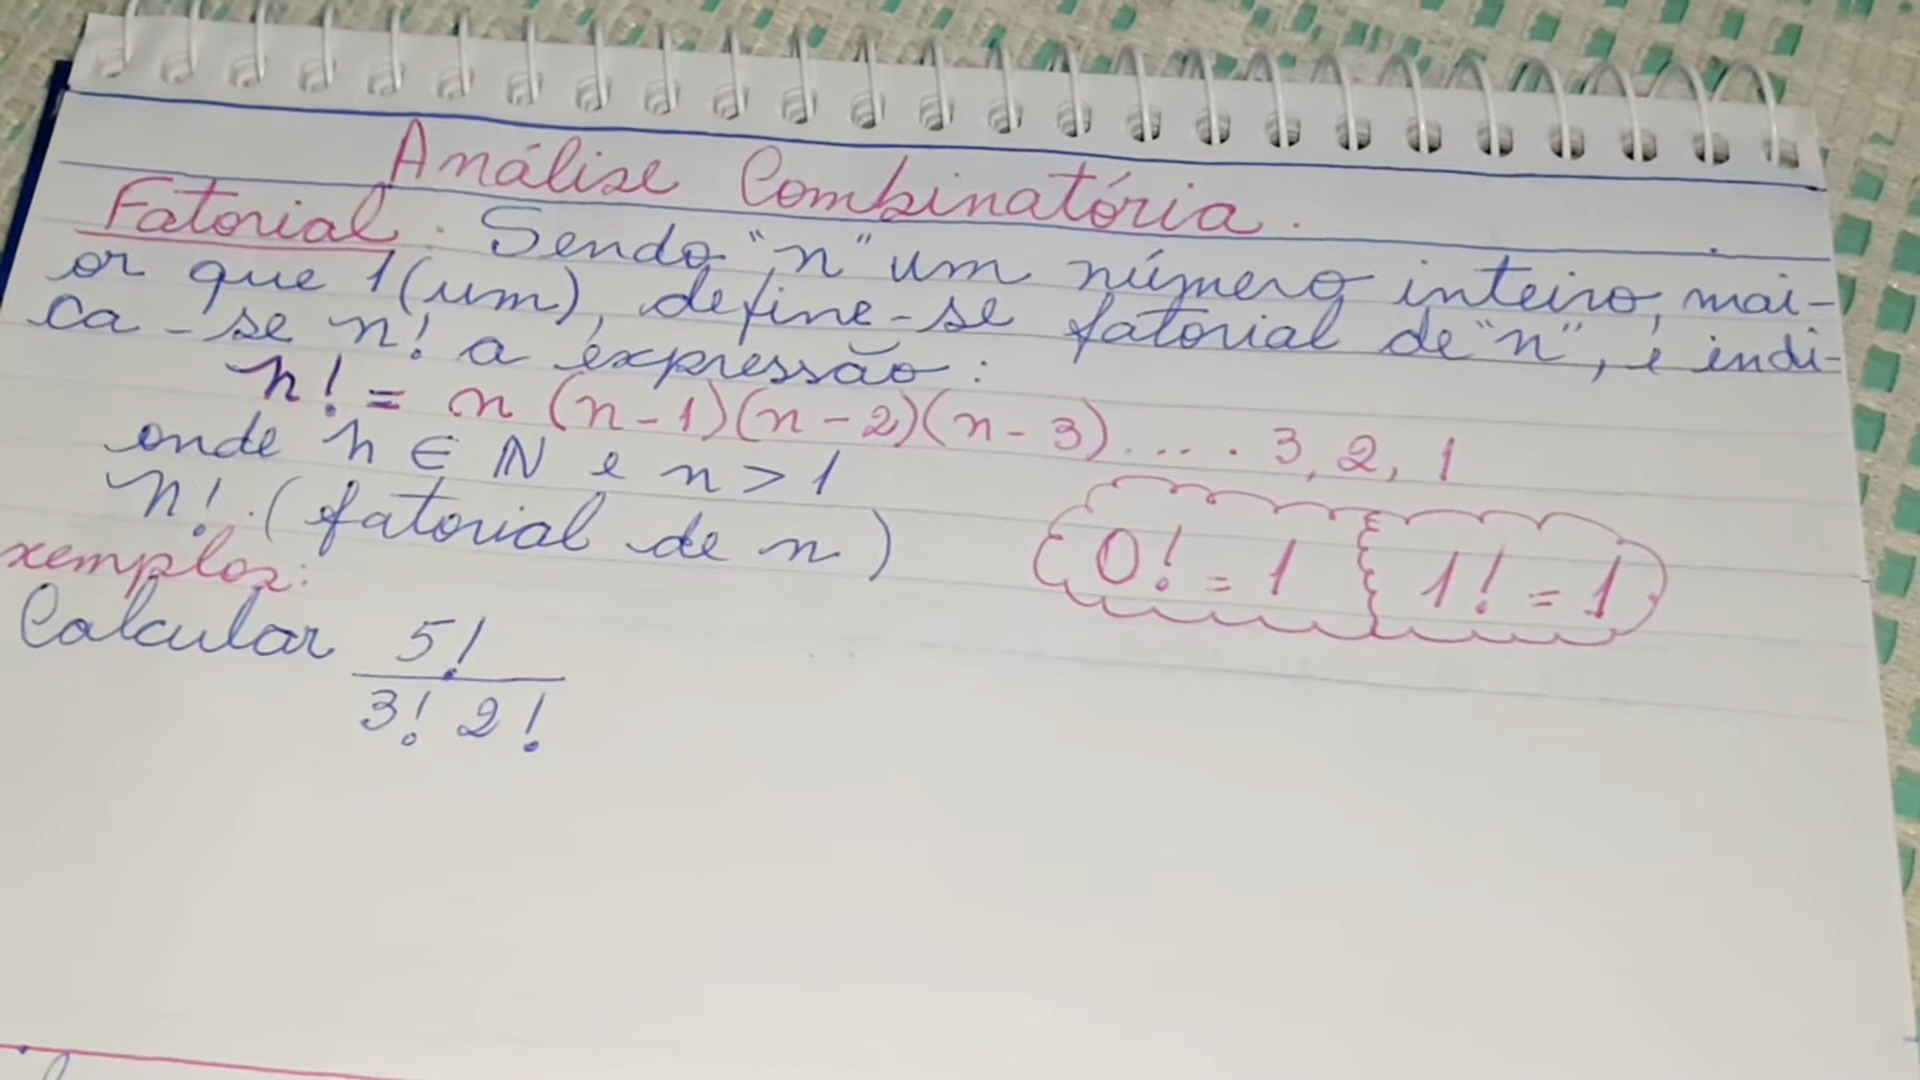 Análise Combinatória.
Fatorial. Sendo "n" um número inteiro, mai-
or que 1 (um), define-se fatorial de "n", e indi-
ca-se n! a expressão:
n! = n (n-1)(n-2)(n-3).... 3, 2, 1
onde n ∈ ℕ e n > 1
n! (fatorial de n)
0! = 1 1! = 1
xemplos:
Calcular 5!
3! 2!